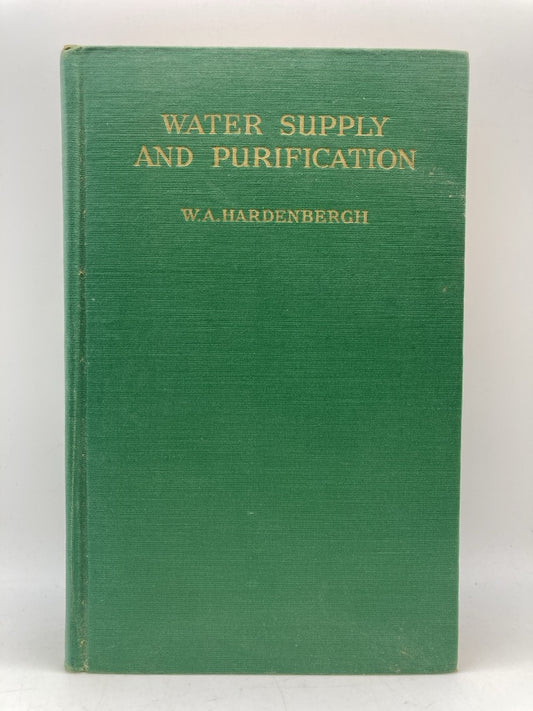 WATER SUPPLY
AND PURIFICATION
W.A.HARDENBERGH